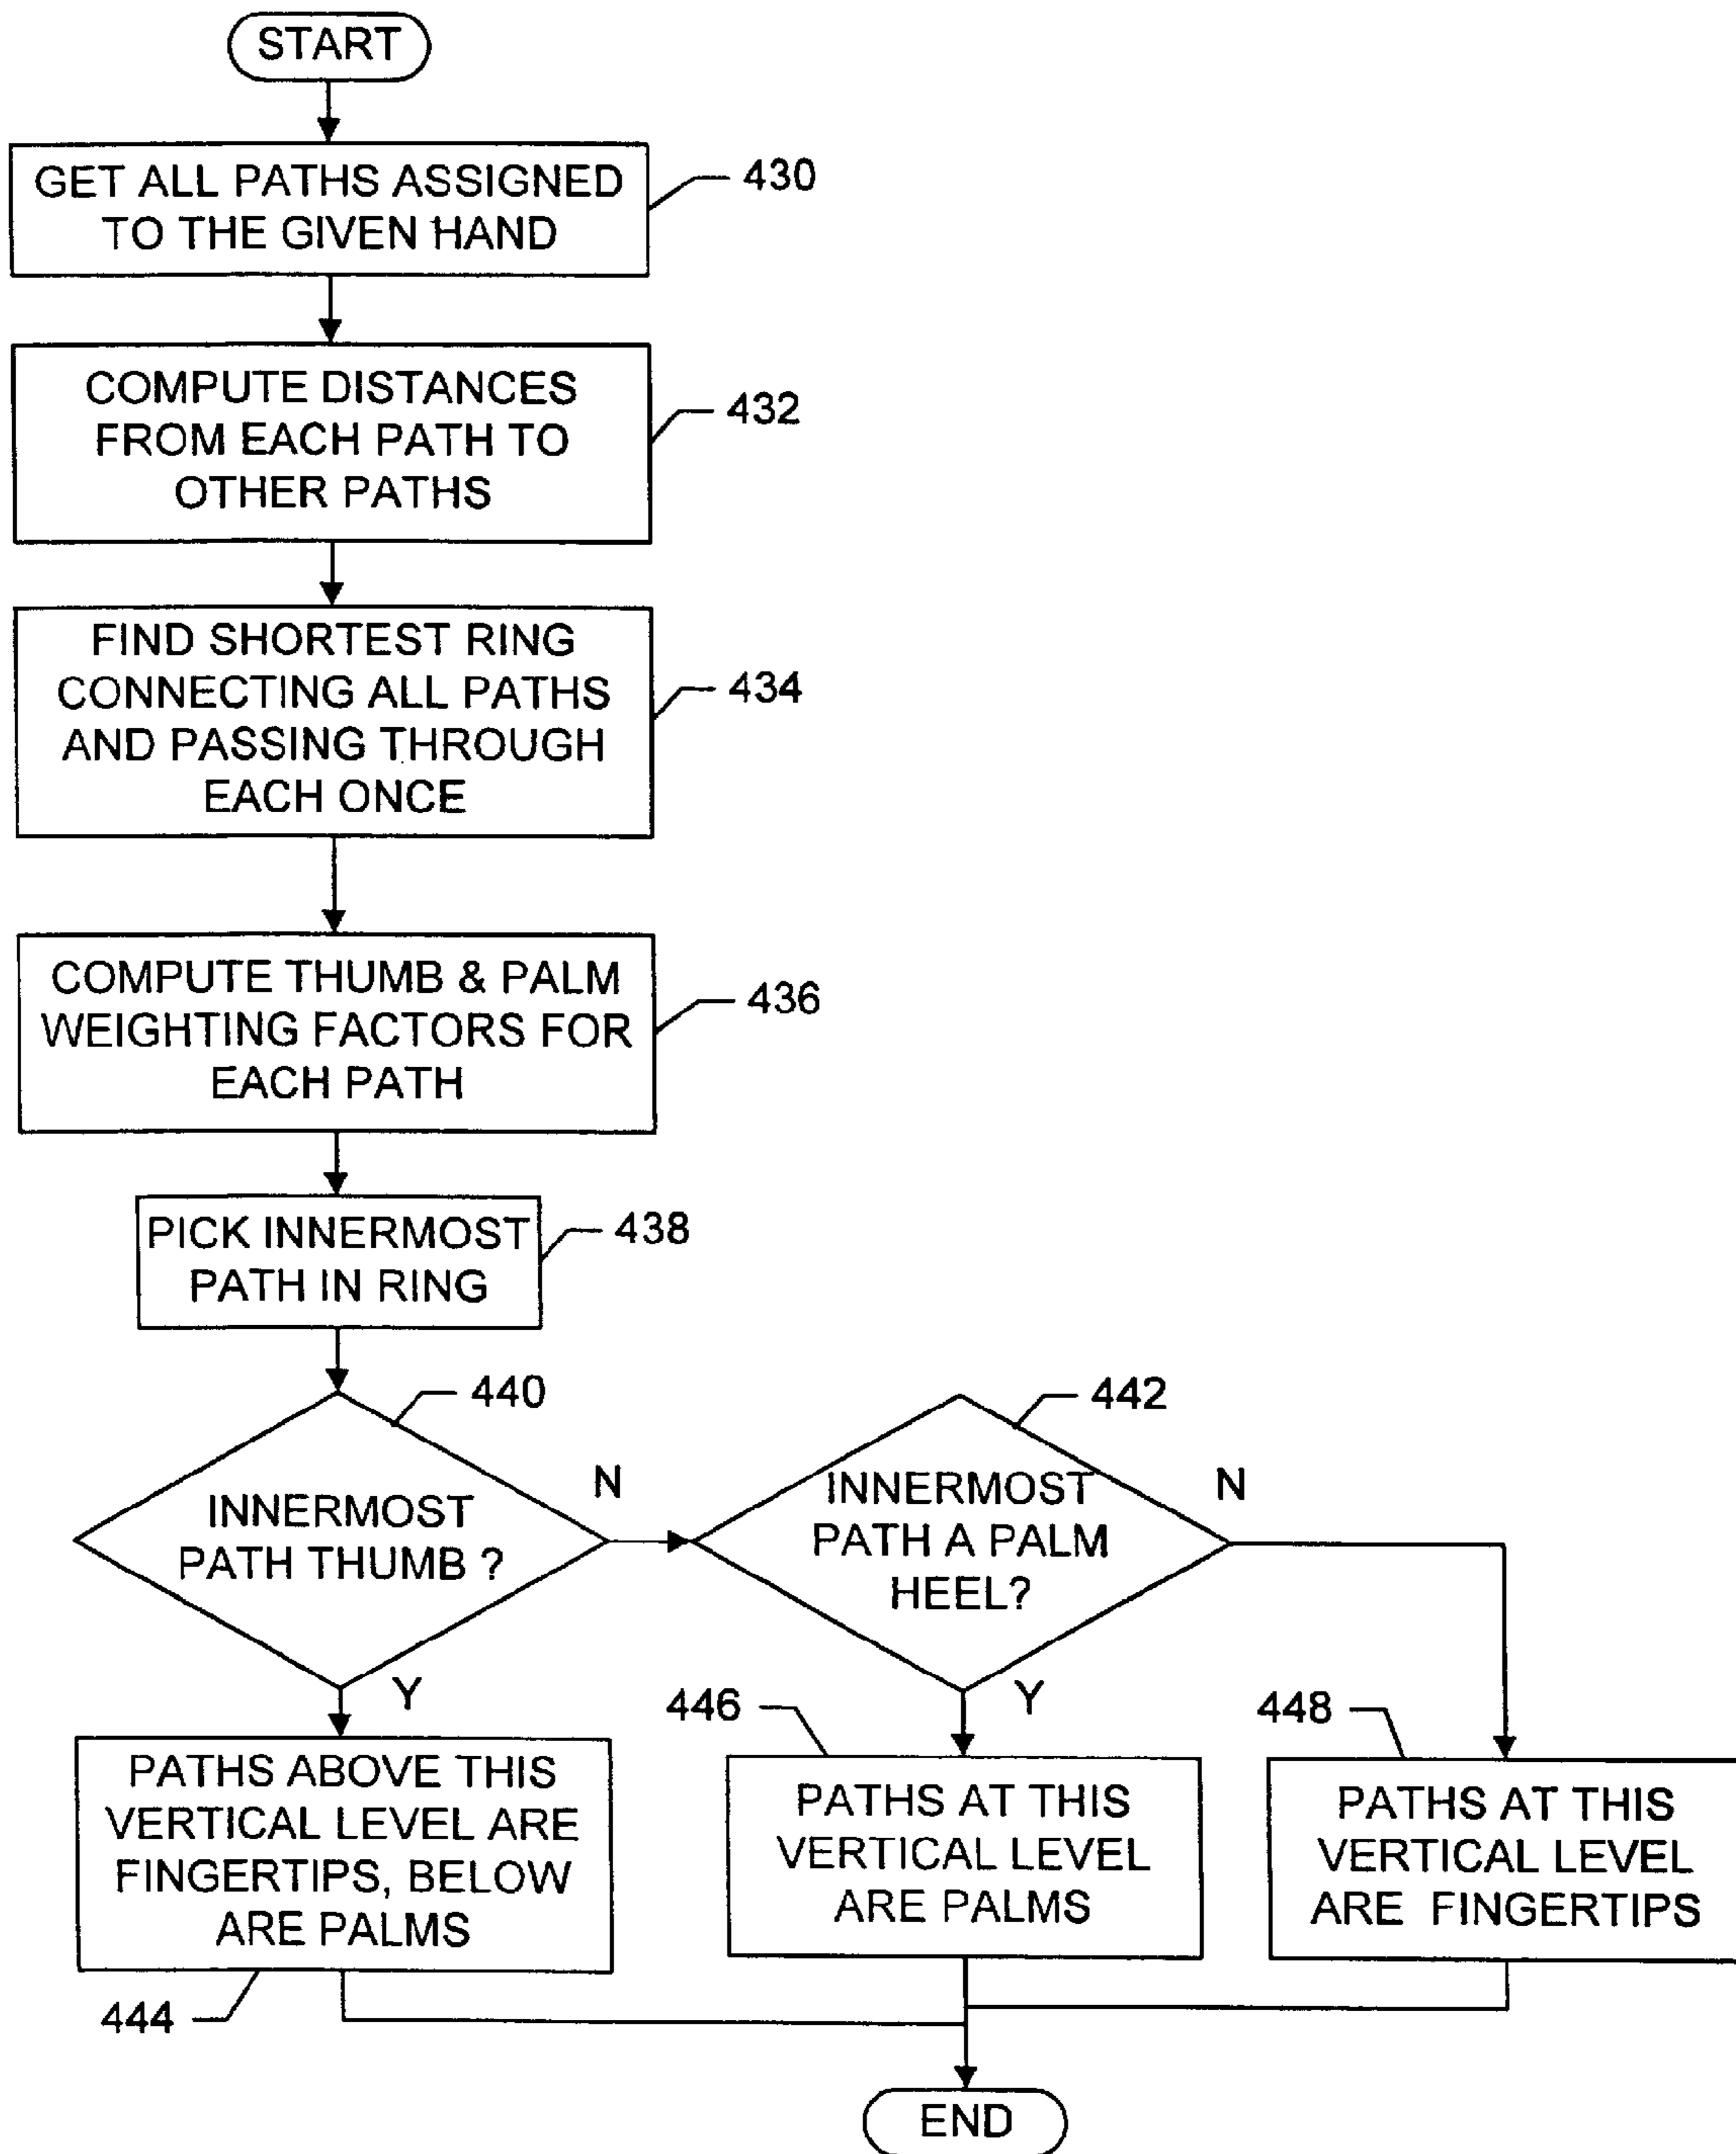 START
GET ALL PATHS ASSIGNED
TO THE GIVEN HAND
430
COMPUTE DISTANCES
FROM EACH PATH TO
OTHER PATHS
432
FIND SHORTEST RING
CONNECTING ALL PATHS
AND PASSING THROUGH
EACH ONCE
434
COMPUTE THUMB & PALM
WEIGHTING FACTORS FOR
EACH PATH
436
PICK INNERMOST
PATH IN RING
438
440
INNERMOST
PATH THUMB ?
N
Y
442
INNERMOST
PATH A PALM
HEEL?
N
Y
PATHS ABOVE THIS
VERTICAL LEVEL ARE
FINGERTIPS, BELOW
ARE PALMS
444
446
PATHS AT THIS
VERTICAL LEVEL
ARE PALMS
448
PATHS AT THIS
VERTICAL LEVEL
ARE FINGERTIPS
END